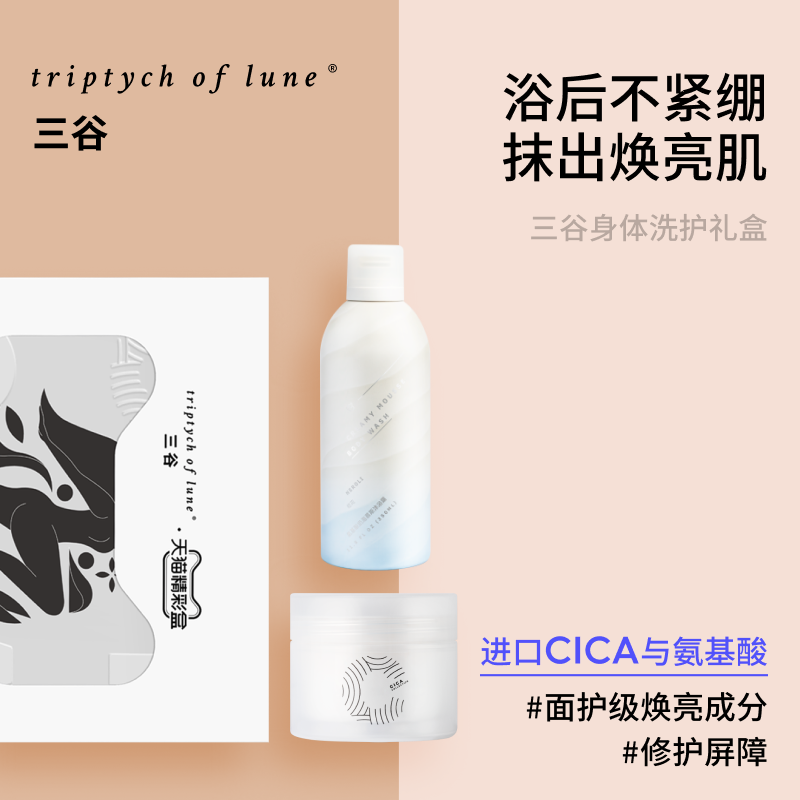 triptych of lune®
三谷
浴后不紧绷
抹出焕亮肌
三谷身体洗护礼盒
triptych of lune®
三谷
·天猫精彩盒
WASH
CICA
进口CICA与氨基酸
#面护级焕亮成分
#修护屏障